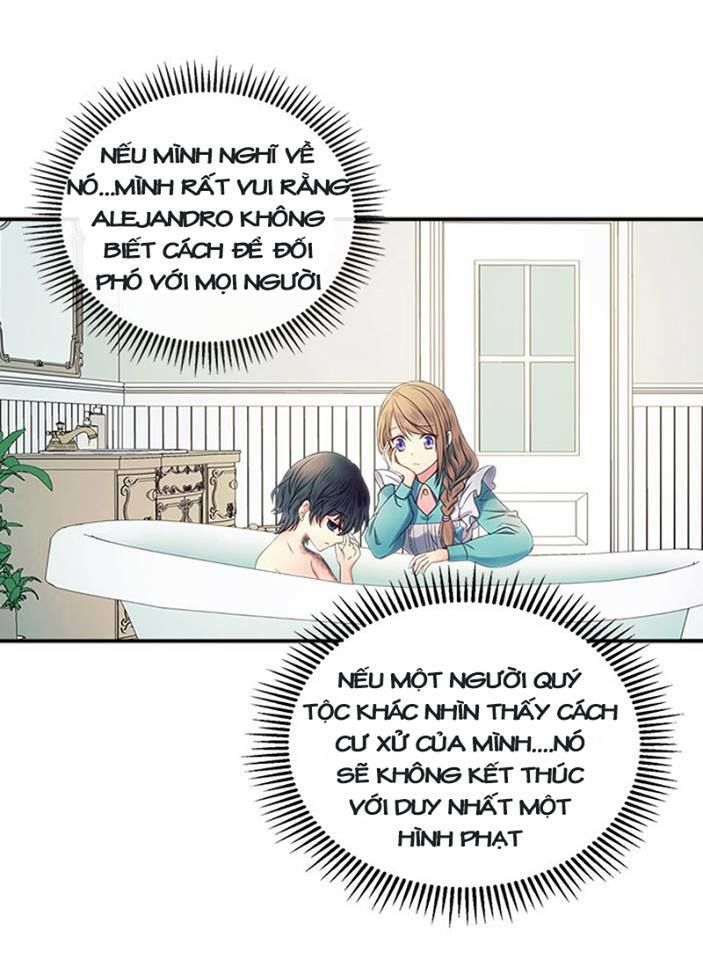 NẾU MÌNH NGHĨ VỀ
NÓ...MÌNH RẤT VUI RẰNG
ALEJANDRO KHÔNG
BIẾT CÁCH ĐỀ ĐỐI
PHÓ VỚI MỌI NGƯỜI
NẾU MỘT NGƯỜI QUÝ
TỘC KHÁC NHÌN THẤY CÁCH
CƯ XỬ CỦA MÌNH....NÓ
SẼ KHÔNG KẾT THÚC
VỚI DUY NHẤT MỘT
HÌNH PHẠT